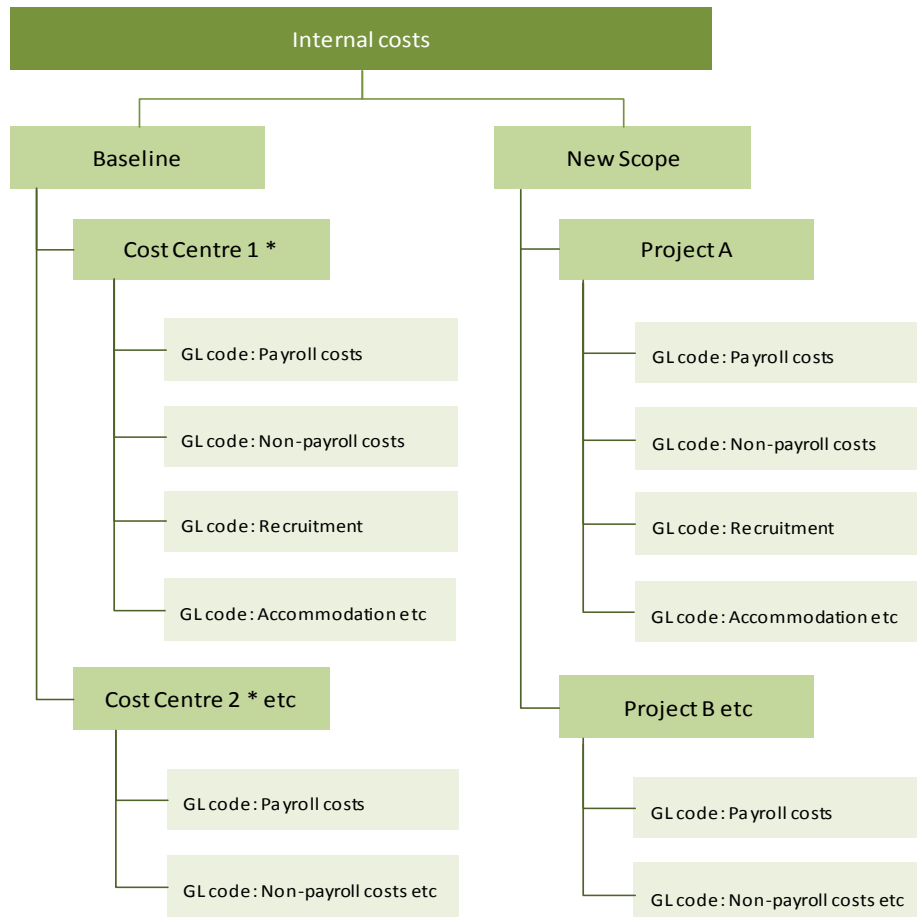 Internal costs
Baseline
Cost Centre 1 *
GL code: Payroll costs
GL code: Non-payroll costs
GL code: Recruitment
GL code: Accommodation etc
Cost Centre 2 * etc
GL code: Payroll costs
GL code: Non-payroll costs etc
New Scope
Project A
GL code: Payroll costs
GL code: Non-payroll costs
GL code: Recruitment
GL code: Accommodation etc
Project B etc
GL code: Payroll costs
GL code: Non-payroll costs etc